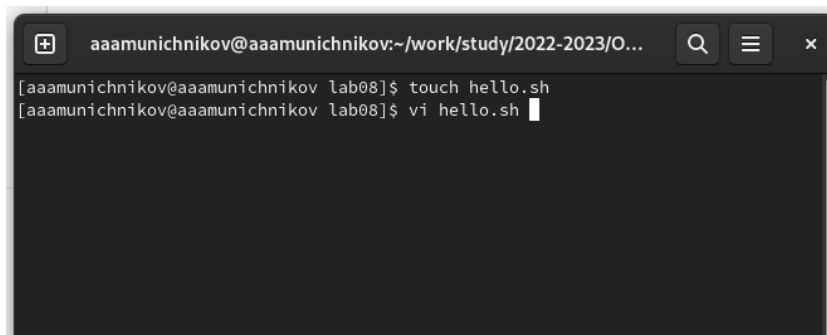 aaamunichnikov@aaamunichnikov:~/work/study/2022-2023/O...
[aaamunichnikov@aaamunichnikov lab08]$ touch hello.sh
[aaamunichnikov@aaamunichnikov lab08]$ vi hello.sh